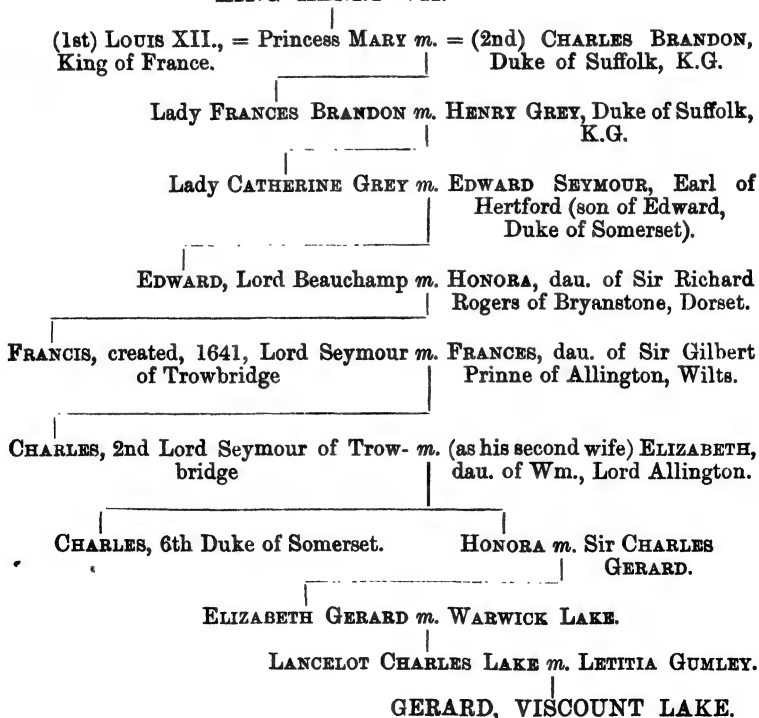 (1st) LOUIS XII., = Princess MARY m. = (2nd) CHARLES BRANDON,
King of France. Duke of Suffolk, K.G.
Lady FRANCES BRANDON m. HENRY GREY, Duke of Suffolk,
K.G.
Lady CATHERINE GREY m. EDWARD SEYMOUR, Earl of
Hertford (son of Edward,
Duke of Somerset).
EDWARD, Lord Beauchamp m. HONORA, dau. of Sir Richard
Rogers of Bryanstone, Dorset.
FRANCIS, created, 1641, Lord Seymour m. FRANCES, dau. of Sir Gilbert
of Trowbridge Prinne of Allington, Wilts.
CHARLES, 2nd Lord Seymour of Trow- m. (as his second wife) ELIZABETH,
bridge dau. of Wm., Lord Allington.
CHARLES, 6th Duke of Somerset. HONORA m. Sir CHARLES
GERARD.
ELIZABETH GERARD m. WARWICK LAKE.
LANCELOT CHARLES LAKE m. LETITIA GUMLEY.
GERARD, VISCOUNT LAKE.